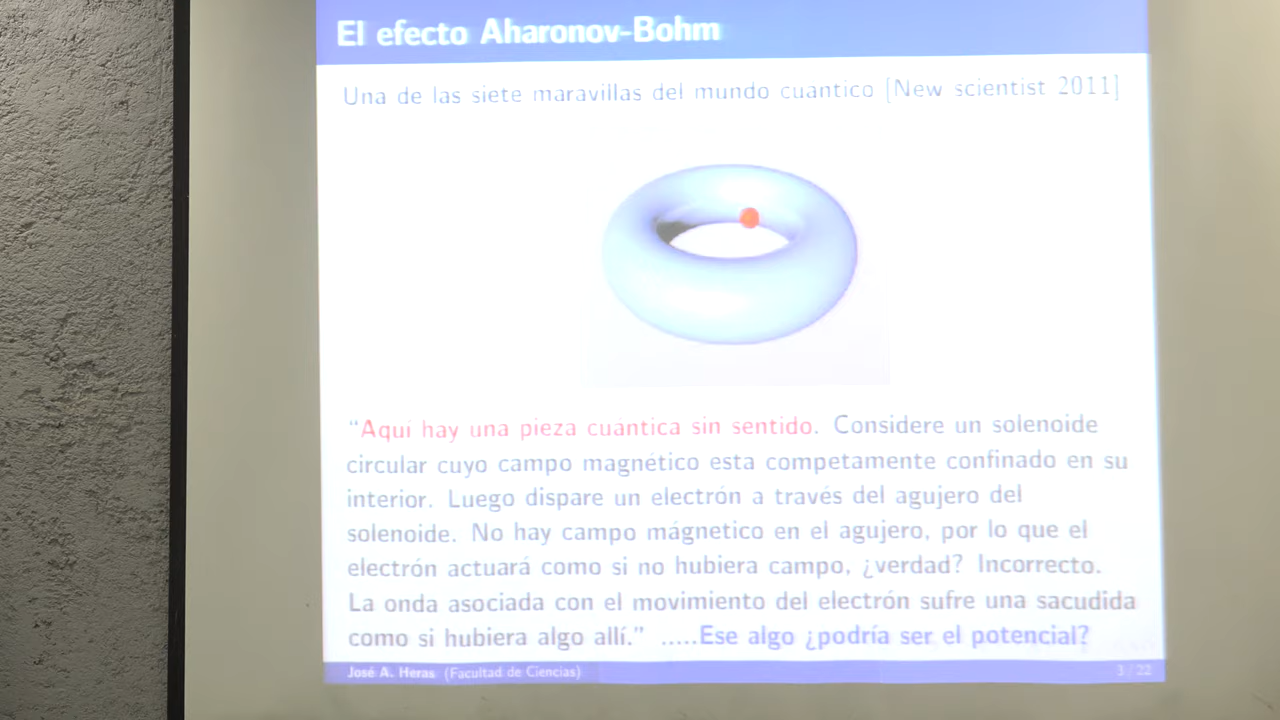 El efecto Aharonov-Bohm
Una de las siete maravillas del mundo cuantico [New scientist 2011]
“Aqui hay una pieza cuántica sin sentido. Considere un solenoide
circular cuyo campo magnético esta competamente confinado en su
interior. Luego dispare un electrón a través del agujero del
solenoide. No hay campo mágnetico en el agujero, por lo que el
electrón actuará como si no hubiera campo, ¿verdad? Incorrecto.
La onda asociada con el movimiento del electrón sufre una sacudida
como si hubiera algo allí.” .....Ese algo ¿podría ser el potencial?
José A. Heras (Facultad de Ciencias)
3 / 22